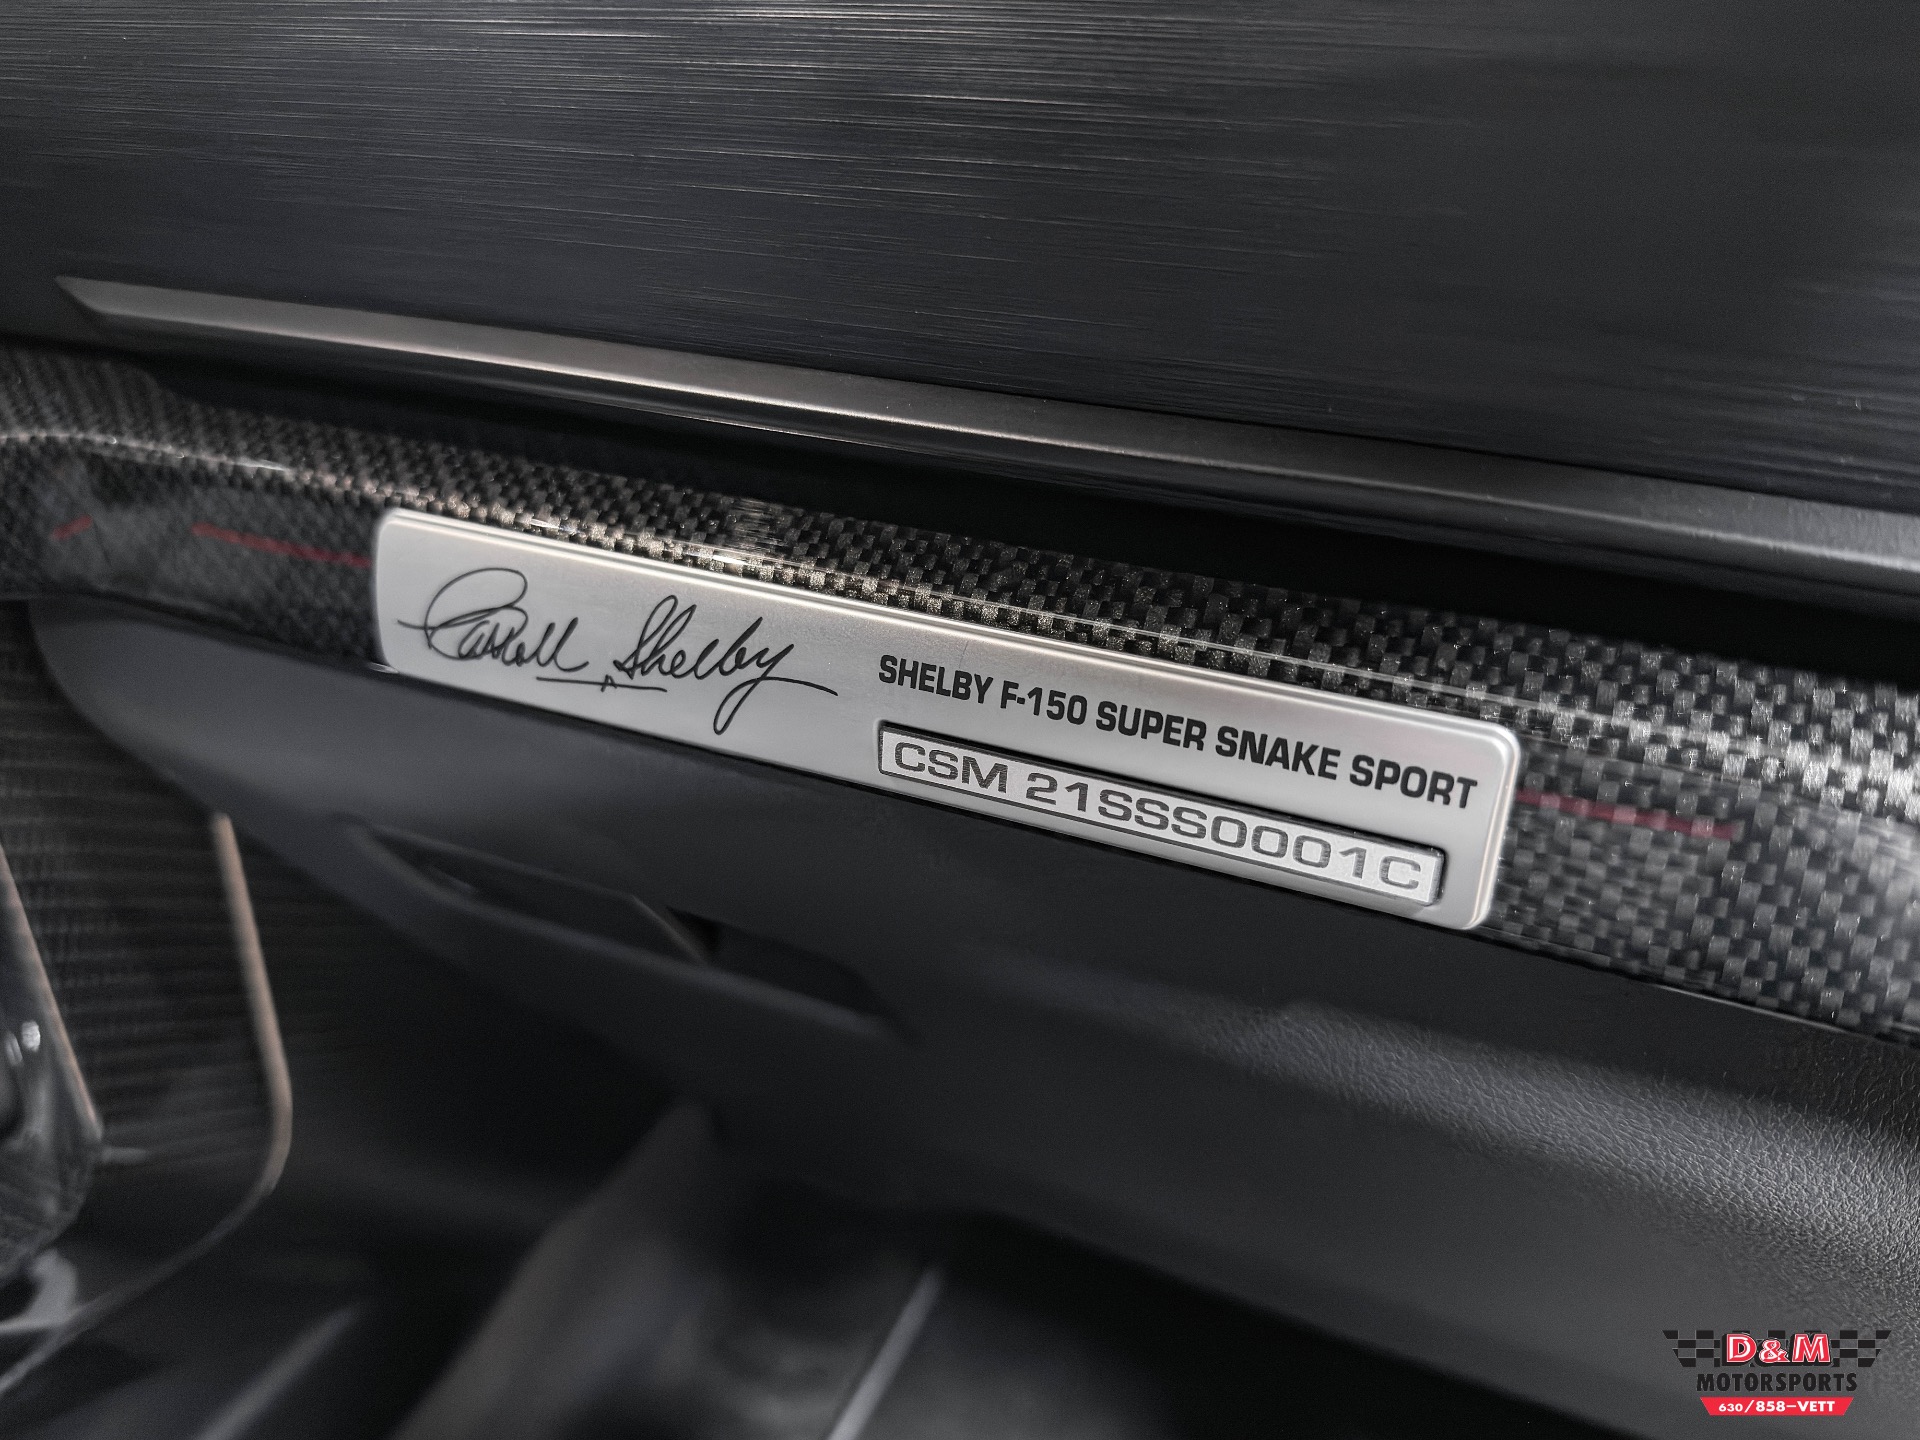 Carroll Shelby
SHELBY F-150 SUPER SNAKE SPORT
CSM 21SSS0001C
D&M
MOTORSPORTS
630/858-VETT